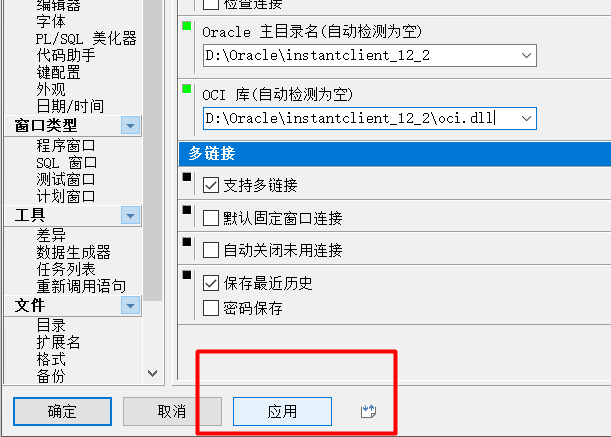 编辑器
字体
PL/SQL 美化器
代码助手
键配置
外观
日期/时间
窗口类型
程序窗口
SQL 窗口
测试窗口
计划窗口
工具
差异
数据生成器
任务列表
重新调用语句
文件
目录
扩展名
格式
备份
检查连接
Oracle 主目录名(自动检测为空)
D:\Oracle\instantclient_12_2
OCI 库(自动检测为空)
D:\Oracle\instantclient_12_2\oci.dll
多链接
支持多链接
默认固定窗口连接
自动关闭未用连接
保存最近历史
密码保存
确定 取消 应用